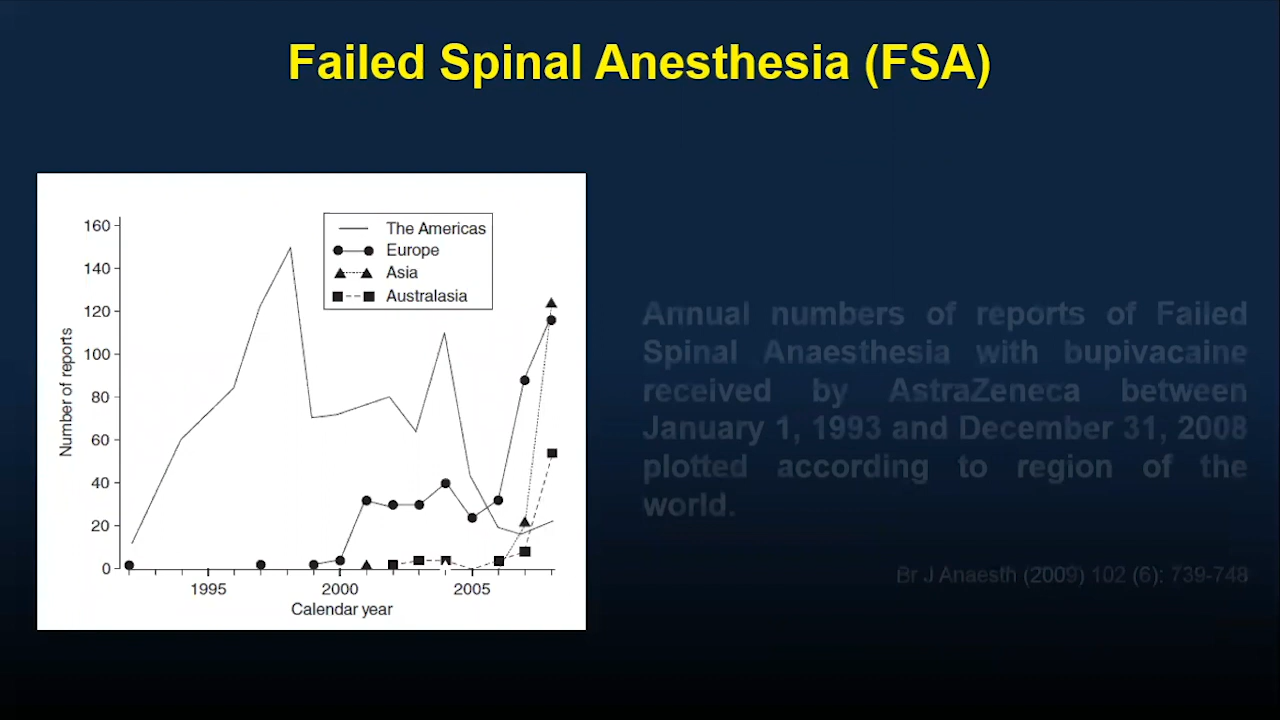 Failed Spinal Anesthesia (FSA)
160
140
120
100
80
60
40
20
0
Number of reports
The Americas
Europe
Asia
Australasia
1995
2000
2005
Calendar year
Annual numbers of reports of Failed
Spinal Anaesthesia with bupivacaine
received by AstraZeneca between
January 1, 1993 and December 31, 2008
plotted according to region of the
world.
Br J Anaesth (2009) 102 (6): 739-748